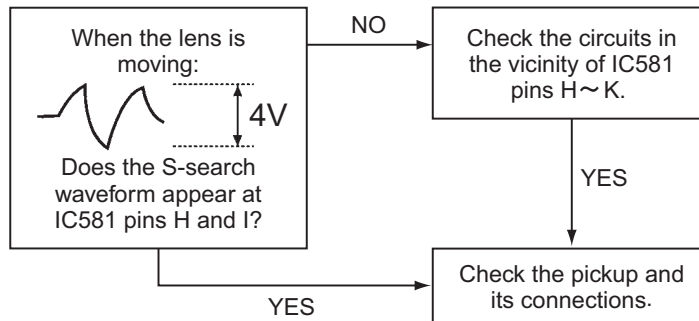 When the lens is
moving:
4V
Does the S-search
waveform appear at
IC581 pins H and I?
NO
Check the circuits in
the vicinity of IC581
pins H~K.
YES
YES
Check the pickup and
its connections.